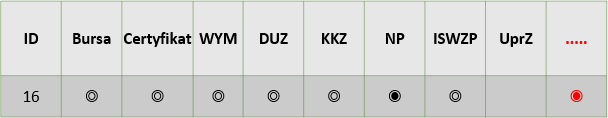 ID Bursa Certyfikat WYM DUZ KKZ NP ISWZP UprZ .....
16 ◎ ◎ ◎ ◎ ◎ ◉ ◎ ◉